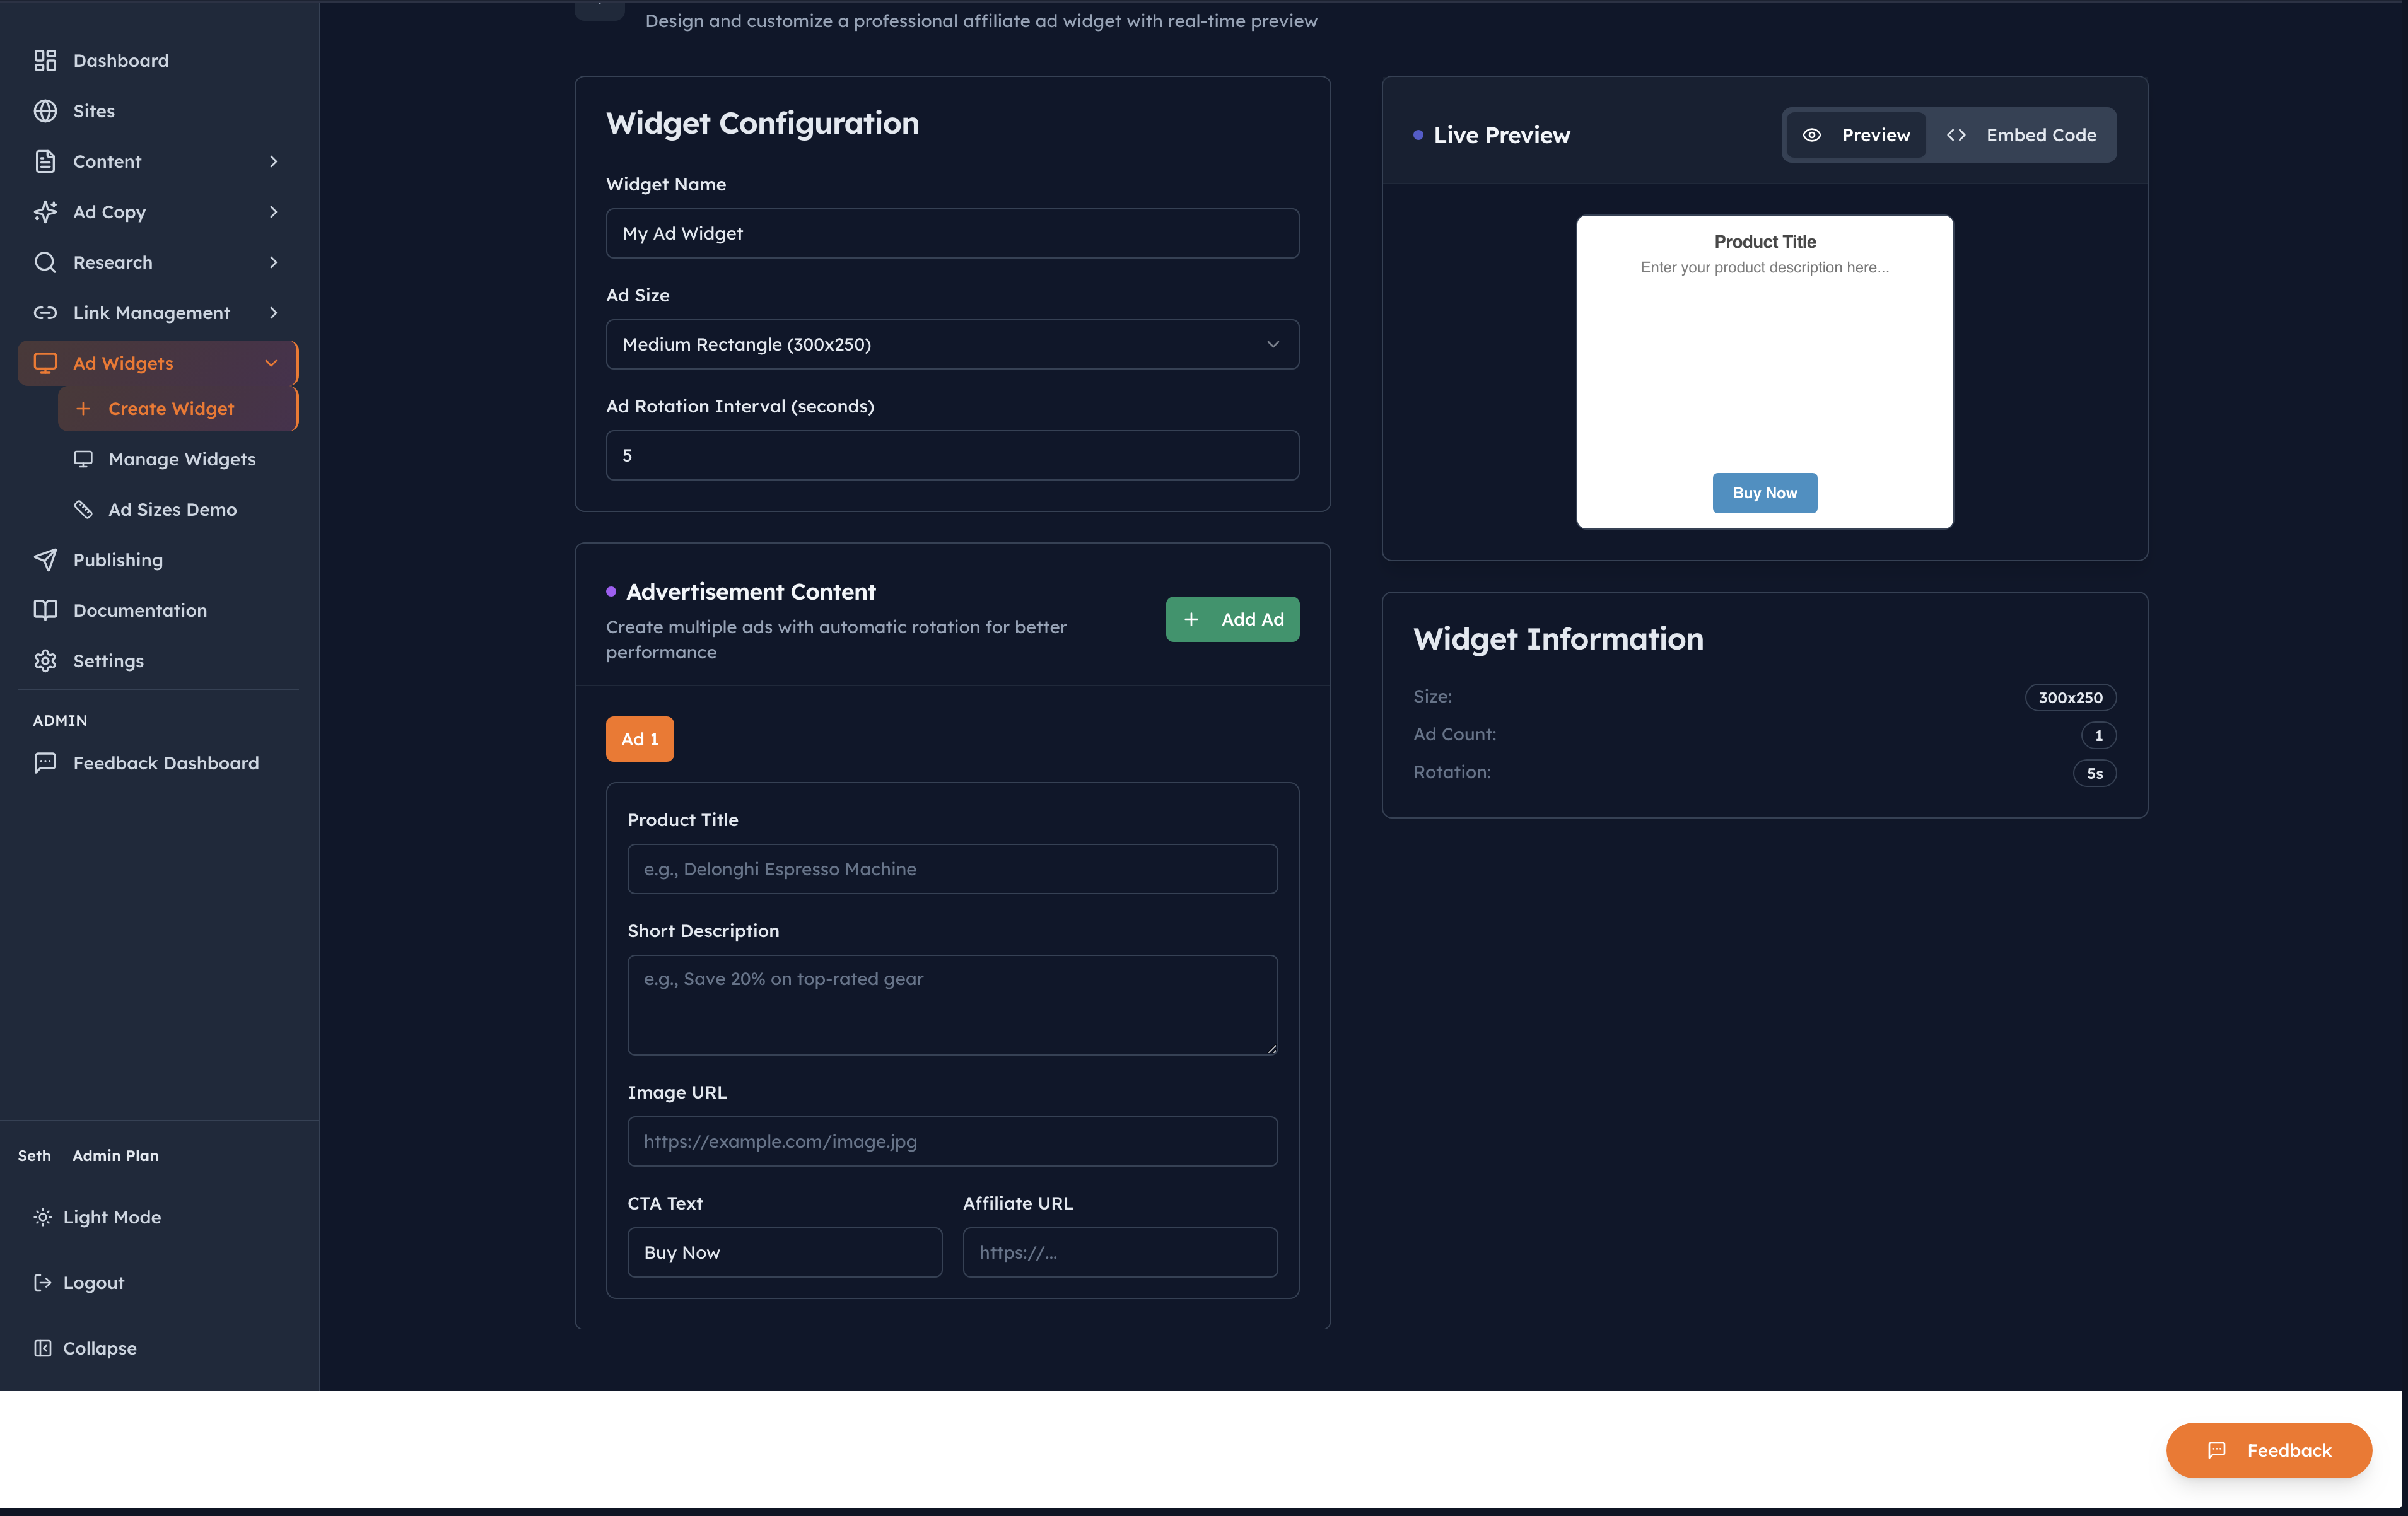 Dashboard
Sites
Content
Ad Copy
Research
Link Management
Ad Widgets
Create Widget
Manage Widgets
Ad Sizes Demo
Publishing
Documentation
Settings
ADMIN
Feedback Dashboard
Seth Admin Plan
Light Mode
Logout
Collapse
Design and customize a professional affiliate ad widget with real-time preview
Widget Configuration
Widget Name
My Ad Widget
Ad Size
Medium Rectangle (300x250)
Ad Rotation Interval (seconds)
5
Advertisement Content
Create multiple ads with automatic rotation for better
performance
Add Ad
Ad 1
Product Title
e.g., Delonghi Espresso Machine
Short Description
e.g., Save 20% on top-rated gear
Image URL
https://example.com/image.jpg
CTA Text Affiliate URL
Buy Now https://...
Live Preview
Preview Embed Code
Product Title
Enter your product description here...
Buy Now
Widget Information
Size: 300x250
Ad Count: 1
Rotation: 5s
Feedback